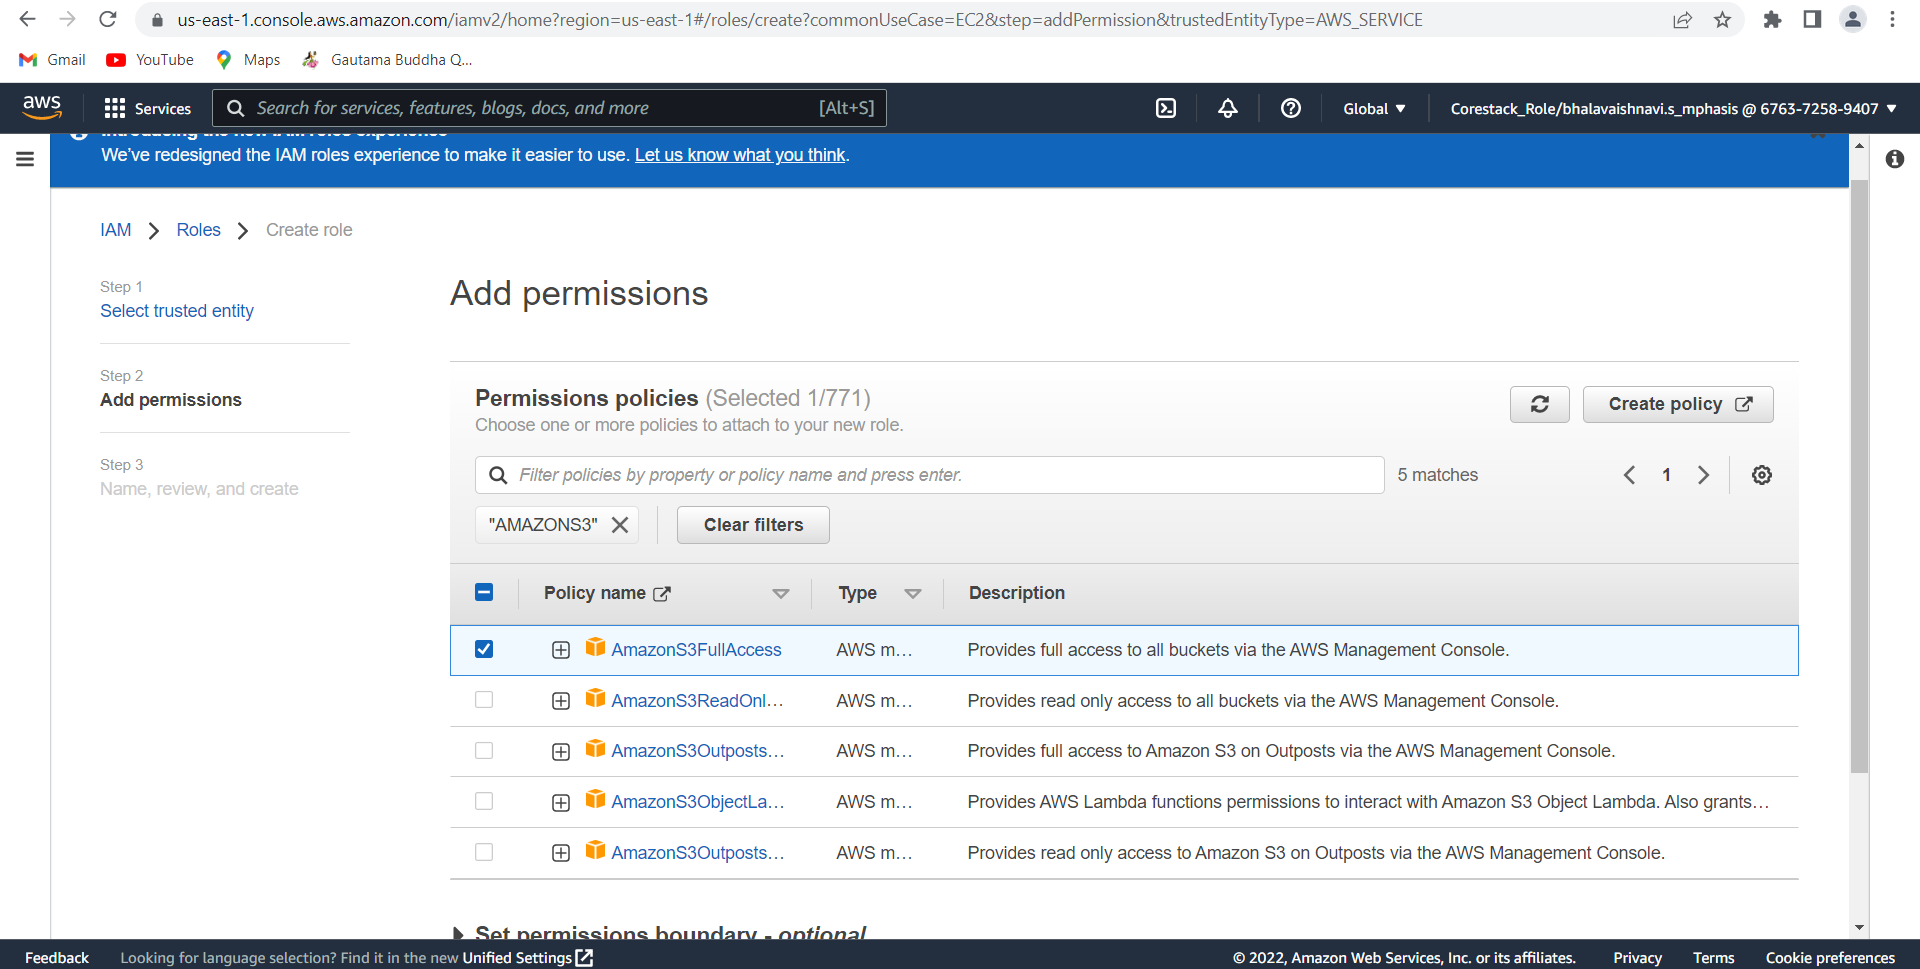 us-east-1.console.aws.amazon.com/iamv2/home?region=us-east-1#/roles/create?commonUseCase=EC2&step=addPermission&trustedEntityType=AWS_SERVICE
Gmail YouTube Maps Gautama Buddha Q...
aws Services Search for services, features, blogs, docs, and more [Alt+S] Global Corestack_Role/bhalavaishnavi.s_mphasis @ 6763-7258-9407
Introducing the new IAM roles experience
We've redesigned the IAM roles experience to make it easier to use. Let us know what you think.
IAM Roles Create role
Step 1
Select trusted entity
Step 2
Add permissions
Step 3
Name, review, and create
Add permissions
Permissions policies (Selected 1/771)
Choose one or more policies to attach to your new role.
Create policy
Filter policies by property or policy name and press enter. 5 matches 1
"AMAZONS3" Clear filters
Policy name Type Description
AmazonS3FullAccess AWS m... Provides full access to all buckets via the AWS Management Console.
AmazonS3ReadOnl... AWS m... Provides read only access to all buckets via the AWS Management Console.
AmazonS3Outposts... AWS m... Provides full access to Amazon S3 on Outposts via the AWS Management Console.
AmazonS3ObjectLa... AWS m... Provides AWS Lambda functions permissions to interact with Amazon S3 Object Lambda. Also grants...
AmazonS3Outposts... AWS m... Provides read only access to Amazon S3 on Outposts via the AWS Management Console.
Set permissions boundary - optional
Feedback Looking for language selection? Find it in the new Unified Settings © 2022, Amazon Web Services, Inc. or its affiliates. Privacy Terms Cookie preferences